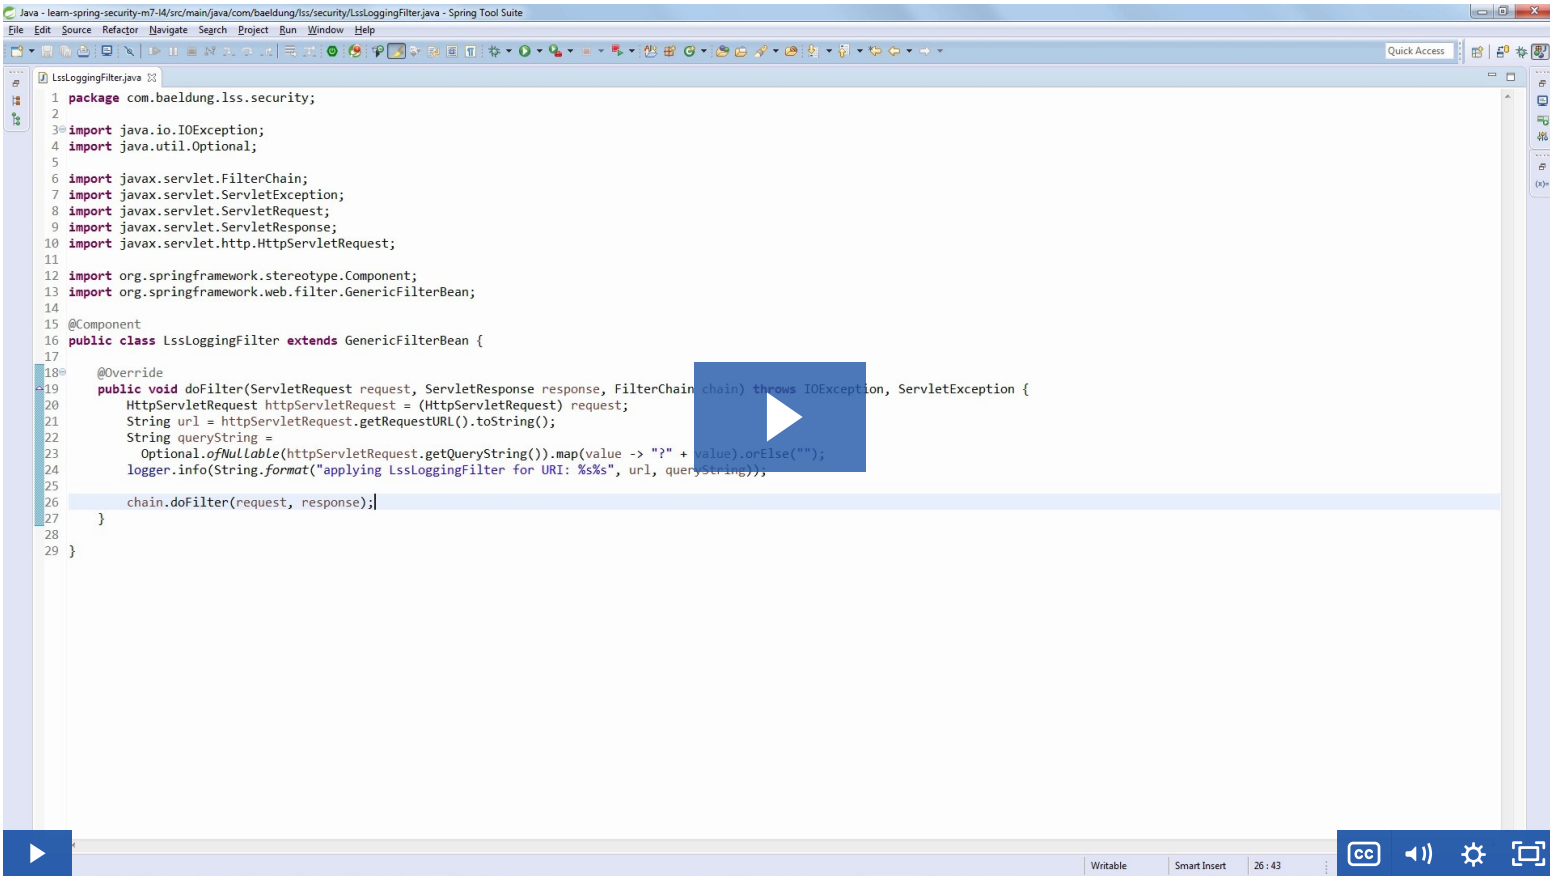 Java - learn-spring-security-m7-l4/src/main/java/com/baeldung/lss/security/LssLoggingFilter.java - Spring Tool Suite
File Edit Source Refactor Navigate Search Project Run Window Help
Quick Access
LssLoggingFilter.java
1 package com.baeldung.lss.security;
2
3 import java.io.IOException;
4 import java.util.Optional;
5
6 import javax.servlet.FilterChain;
7 import javax.servlet.ServletException;
8 import javax.servlet.ServletRequest;
9 import javax.servlet.ServletResponse;
10 import javax.servlet.http.HttpServletRequest;
11
12 import org.springframework.stereotype.Component;
13 import org.springframework.web.filter.GenericFilterBean;
14
15 @Component
16 public class LssLoggingFilter extends GenericFilterBean {
17
18 @Override
19 public void doFilter(ServletRequest request, ServletResponse response, FilterChain chain) throws IOException, ServletException {
20 HttpServletRequest httpServletRequest = (HttpServletRequest) request;
21 String url = httpServletRequest.getRequestURL().toString();
22 String queryString =
23 Optional.ofNullable(httpServletRequest.getQueryString()).map(value -> "?" + value).orElse("");
24 logger.info(String.format("applying LssLoggingFilter for URI: %s%s", url, queryString));
25
26 chain.doFilter(request, response);
27 }
28
29 }
(x)=
Writable Smart Insert 26 : 43
CC